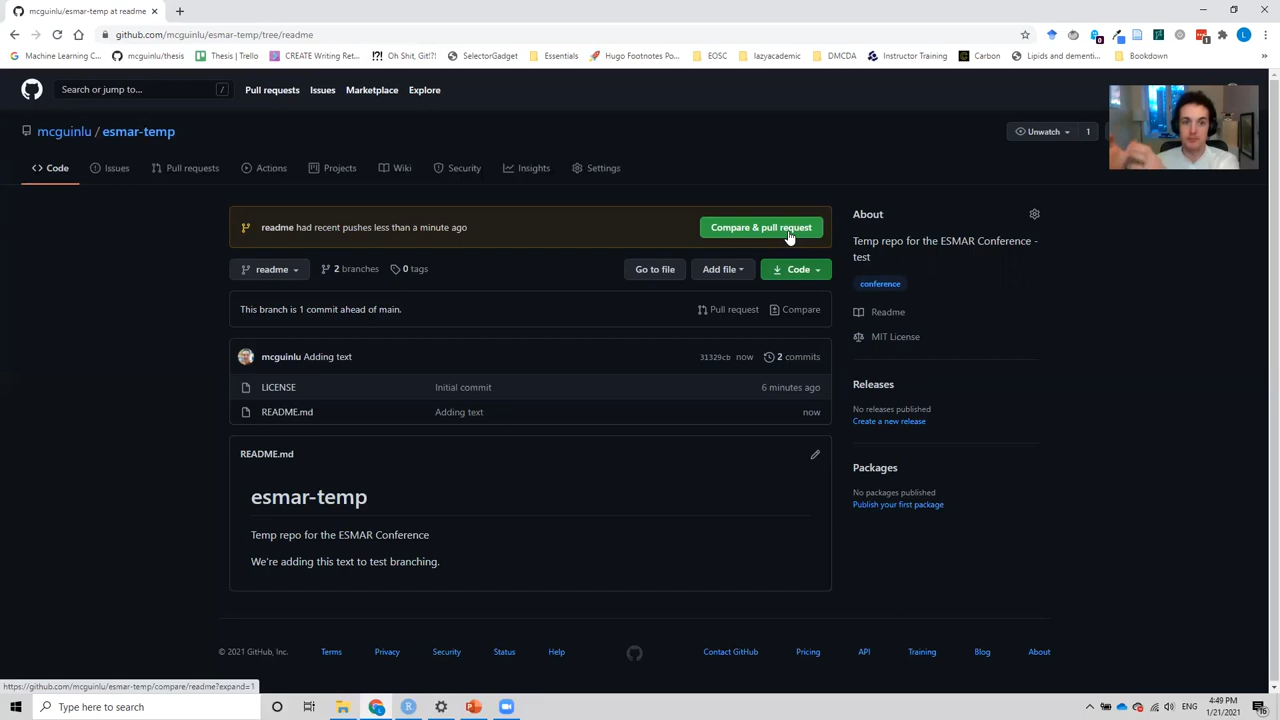 mcguinlu/esmar-temp at readme
github.com/mcguinlu/esmar-temp/tree/readme
L
Machine Learning C...
mcguinlu/thesis
Thesis | Trello
CREATE Writing Ret...
Oh Shit, Git!?!
SelectorGadget
Essentials
Hugo Footnotes Po...
EOSC
lazyacademic
DMCDA
Instructor Training
Carbon
Lipids and dementi...
Bookdown
Search or jump to...
/
Pull requests
Issues
Marketplace
Explore
mcguinlu / esmar-temp
Unwatch
1
Code
Issues
Pull requests
Actions
Projects
Wiki
Security
Insights
Settings
readme had recent pushes less than a minute ago
Compare & pull request
readme
2 branches
0 tags
Go to file
Add file
Code
This branch is 1 commit ahead of main.
Pull request
Compare
mcguinlu Adding text
31329cb now
2 commits
LICENSE
Initial commit
6 minutes ago
README.md
Adding text
now
README.md
esmar-temp
Temp repo for the ESMAR Conference
We're adding this text to test branching.
About
Temp repo for the ESMAR Conference -
test
conference
Readme
MIT License
Releases
No releases published
Create a new release
Packages
No packages published
Publish your first package
© 2021 GitHub, Inc.
Terms
Privacy
Security
Status
Help
Contact GitHub
Pricing
API
Training
Blog
About
https://github.com/mcguinlu/esmar-temp/compare/readme?expand=1
Type here to search
ENG
4:49 PM
1/21/2021